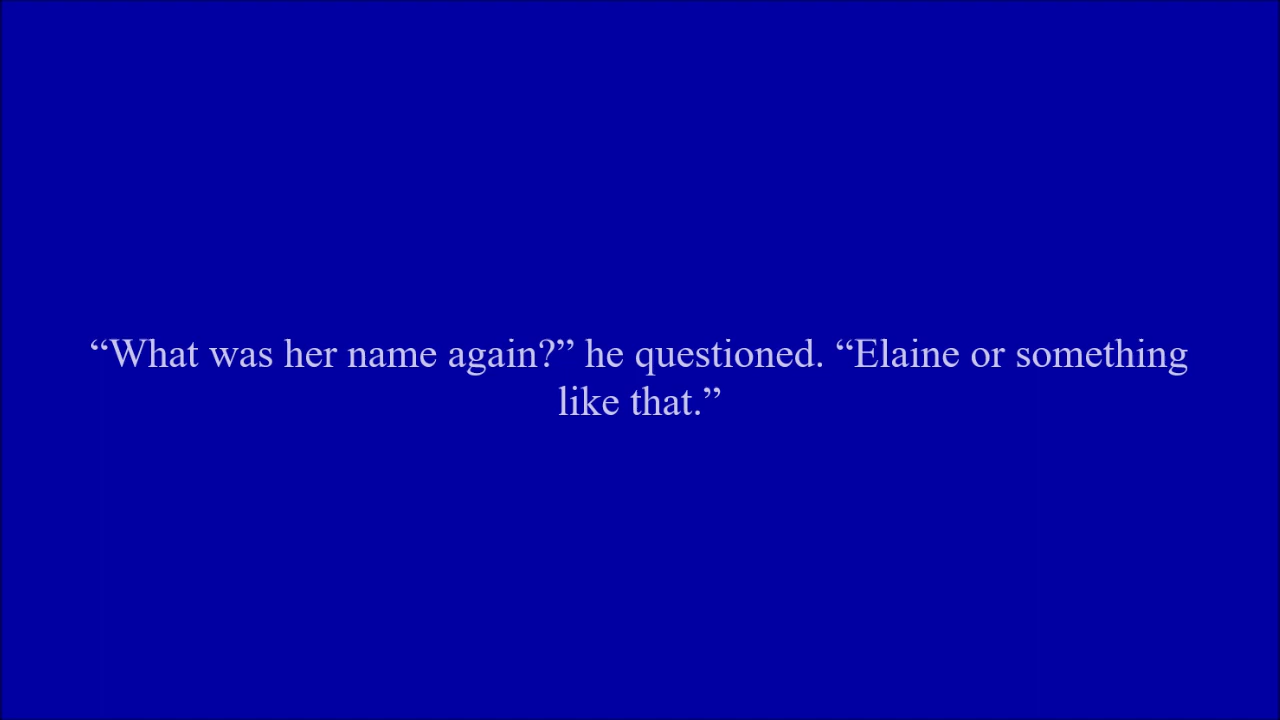 “What was her name again?” he questioned. “Elaine or something
like that.”